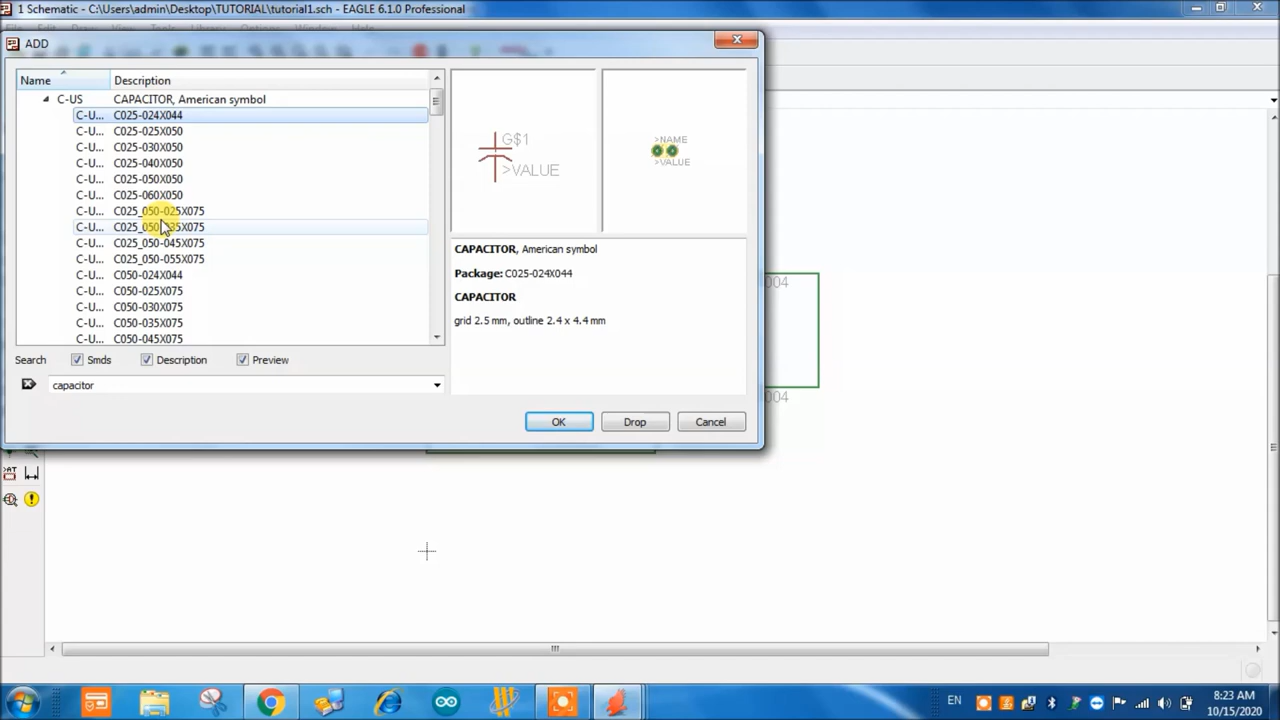 1 Schematic - C:\Users\admin\Desktop\TUTORIAL\tutorial1.sch - EAGLE 6.1.0 Professional
ADD
Name Description
C-US CAPACITOR, American symbol
C-U... C025-024X044
C-U... C025-025X050
C-U... C025-030X050
C-U... C025-040X050
C-U... C025-050X050
C-U... C025-060X050
C-U... C025_050-025X075
C-U... C025_050-035X075
C-U... C025_050-045X075
C-U... C025_050-055X075
C-U... C050-024X044
C-U... C050-025X075
C-U... C050-030X075
C-U... C050-035X075
C-U... C050-045X075
G$1
>VALUE
>NAME
>VALUE
CAPACITOR, American symbol
Package: C025-024X044
CAPACITOR
grid 2.5 mm, outline 2.4 x 4.4 mm
Search Smds Description Preview
capacitor
OK Drop Cancel
004
004
EN
8:23 AM
10/15/2020